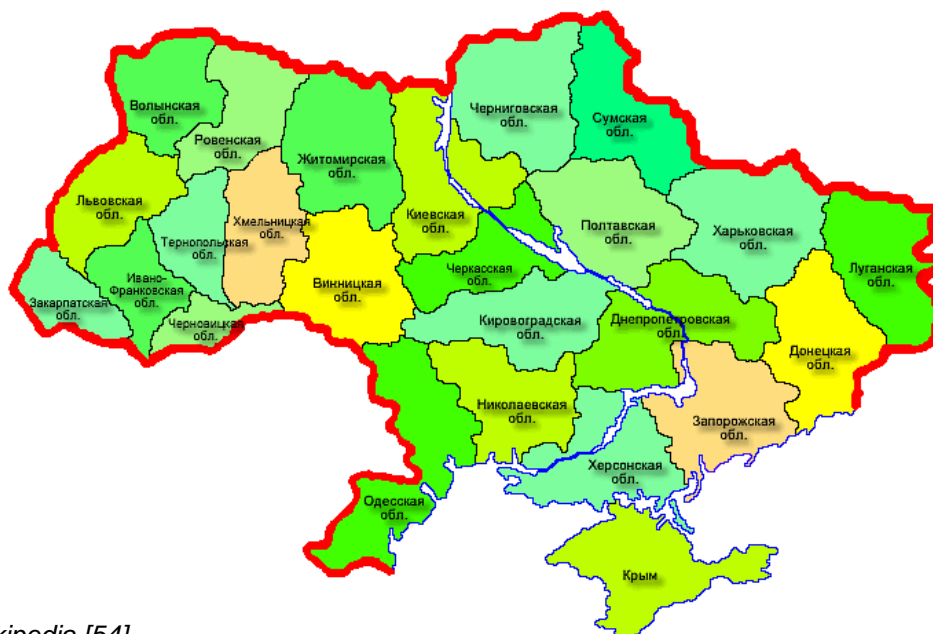 Волынская
обл.
Ровенская
обл.
Житомирская
обл.
Черниговская
обл.
Сумская
обл.
Львовская
обл.
Тернопольская
обл.
Хмельницкая
обл.
Киевская
обл.
Полтавская
обл.
Харьковская
обл.
Луганская
обл.
Закарпатская
обл.
Ивано-
Франковская
обл.
Черновицкая
обл.
Винницкая
обл.
Черкасская
обл.
Кировоградская
обл.
Днепропетровская
обл.
Донецкая
обл.
Николаевская
обл.
Запорожская
обл.
Одесская
обл.
Херсонская
обл.
Крым
kipedia [54]